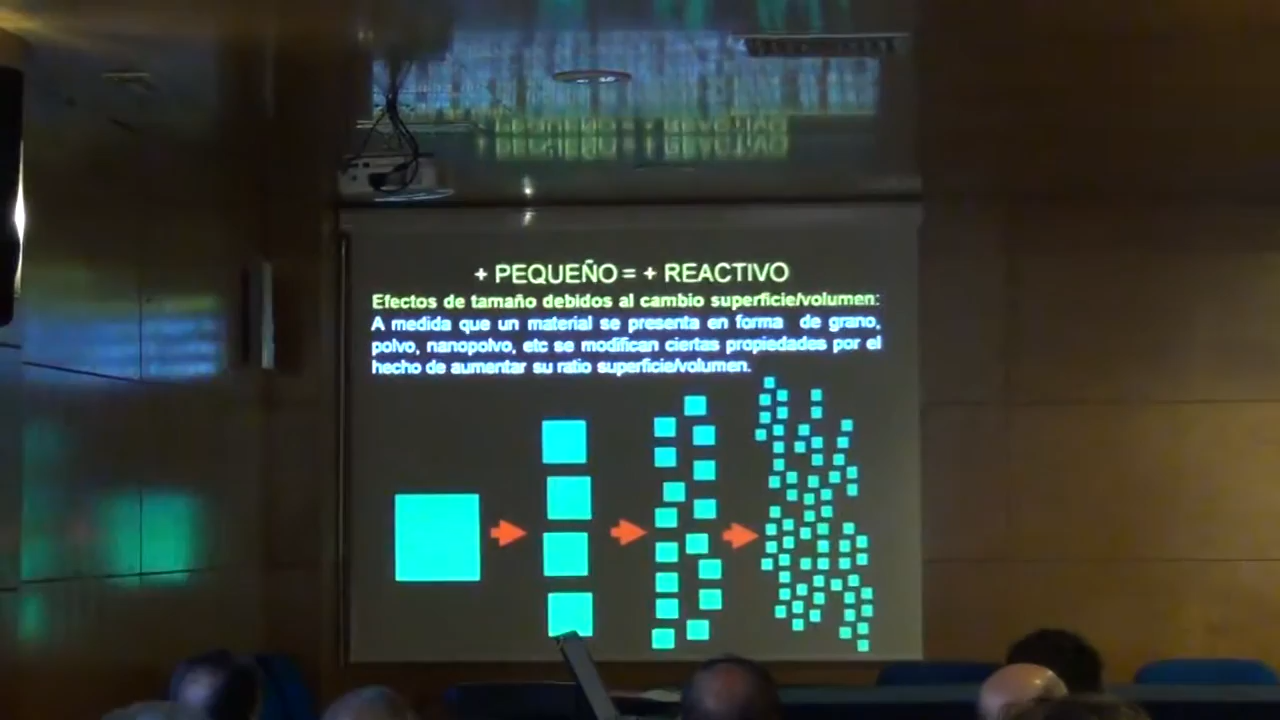 + PEQUEÑO = + REACTIVO
Efectos de tamaño debidos al cambio superficie/volumen:
A medida que un material se presenta en forma de grano,
polvo, nanopolvo, etc se modifican ciertas propiedades por el
hecho de aumentar su ratio superficie/volumen.